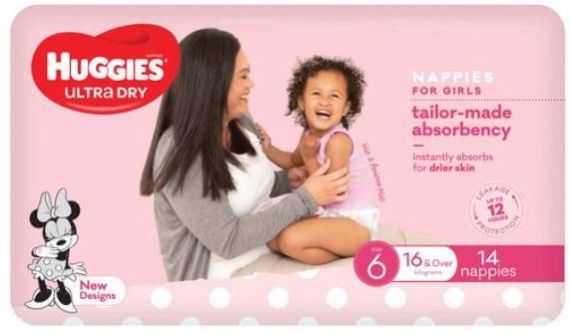 HUGGIES
ULTRA DRY
NAPPIES
FOR GIRLS
tailor-made
absorbency
Instantly absorbs
for drier skin
LEAKAGE
UP TO
12
HOURS
PROTECTION
SIZE
6
16 & Over
kilograms
14
nappies
New
Designs